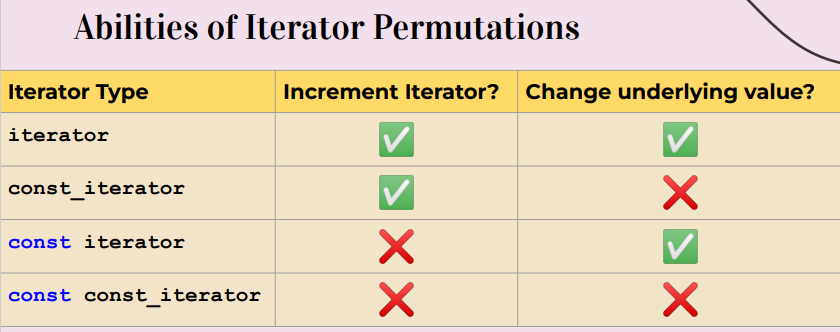 Abilities of Iterator Permutations
Iterator Type Increment Iterator? Change underlying value?
iterator ✅ ✅
const_iterator ✅ ❌
const iterator ❌ ✅
const const_iterator ❌ ❌